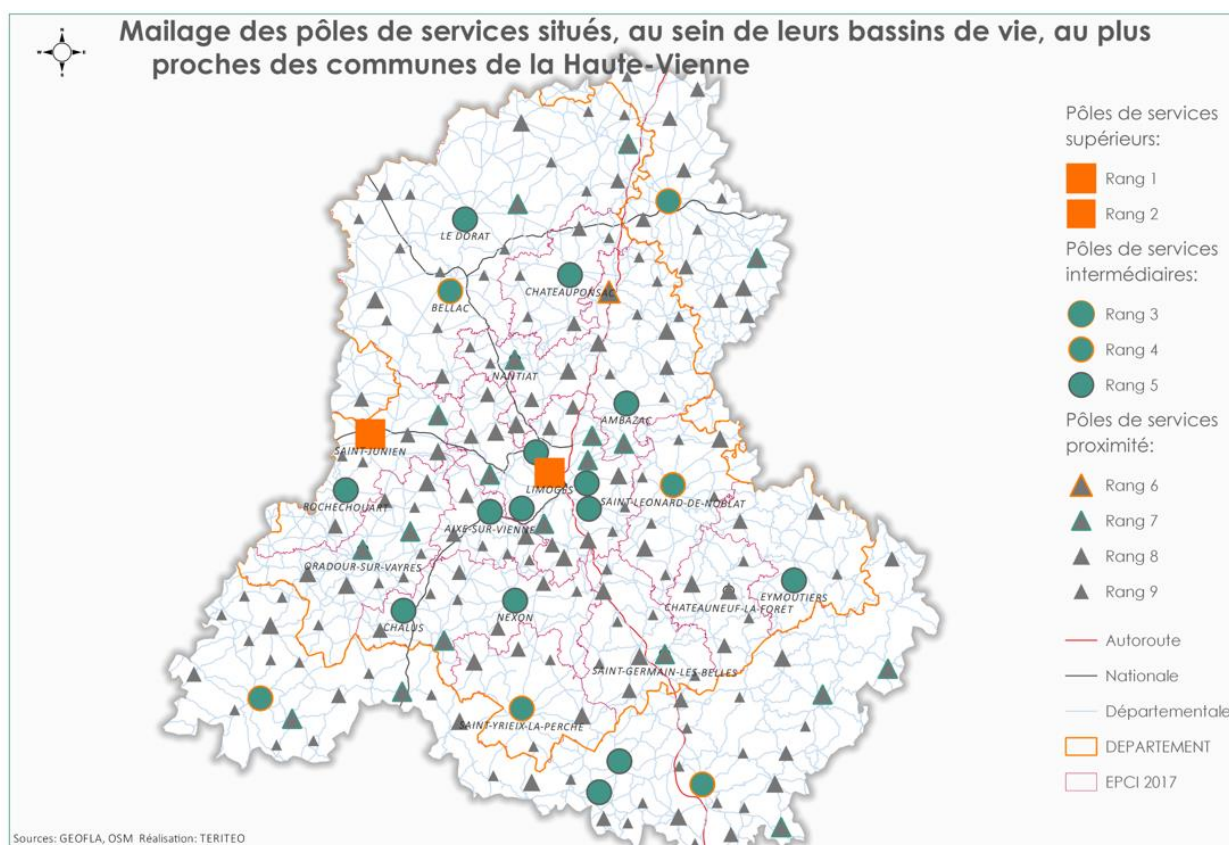 Mailage des pôles de services situés, au sein de leurs bassins de vie, au plus
proches des communes de la Haute-Vienne
Pôles de services
supérieurs:
Rang 1
Rang 2
Pôles de services
intermédiaires:
Rang 3
Rang 4
Rang 5
Pôles de services
proximité:
Rang 6
Rang 7
Rang 8
Rang 9
Autoroute
Nationale
Départementale
DEPARTEMENT
EPCI 2017
LE DORAT
CHATEAUPONSAC
BELLAC
NANTIAT
AMBAZAC
SAINT-JUNIEN
LIMOGES
ROCHECHOUART
SAINT-LEONARD-DE-NOBLAT
AIXE-SUR-VIENNE
ORADOUR-SUR-VAYRES
EYMOUTIERS
CHATEAUNEUF-LA-FORET
NEXON
CHALUS
SAINT-GERMAIN-LES-BELLES
SAINT-YRIEIX-LA-PERCHE
Sources: GEOFLA, OSM Réalisation: TERITEO